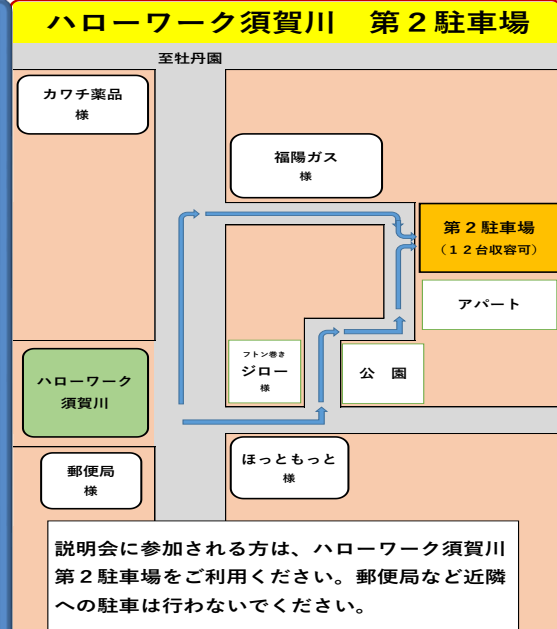 ハローワーク須賀川　第２駐車場
至牡丹園
カワチ薬品
様
福陽ガス
様
第２駐車場
（１２台収容可）
アパート
フトン巻き
ジロー
様
公　園
ハローワーク
須賀川
郵便局
様
ほっともっと
様
説明会に参加される方は、ハローワーク須賀川
第２駐車場をご利用ください。郵便局など近隣
への駐車は行わないでください。